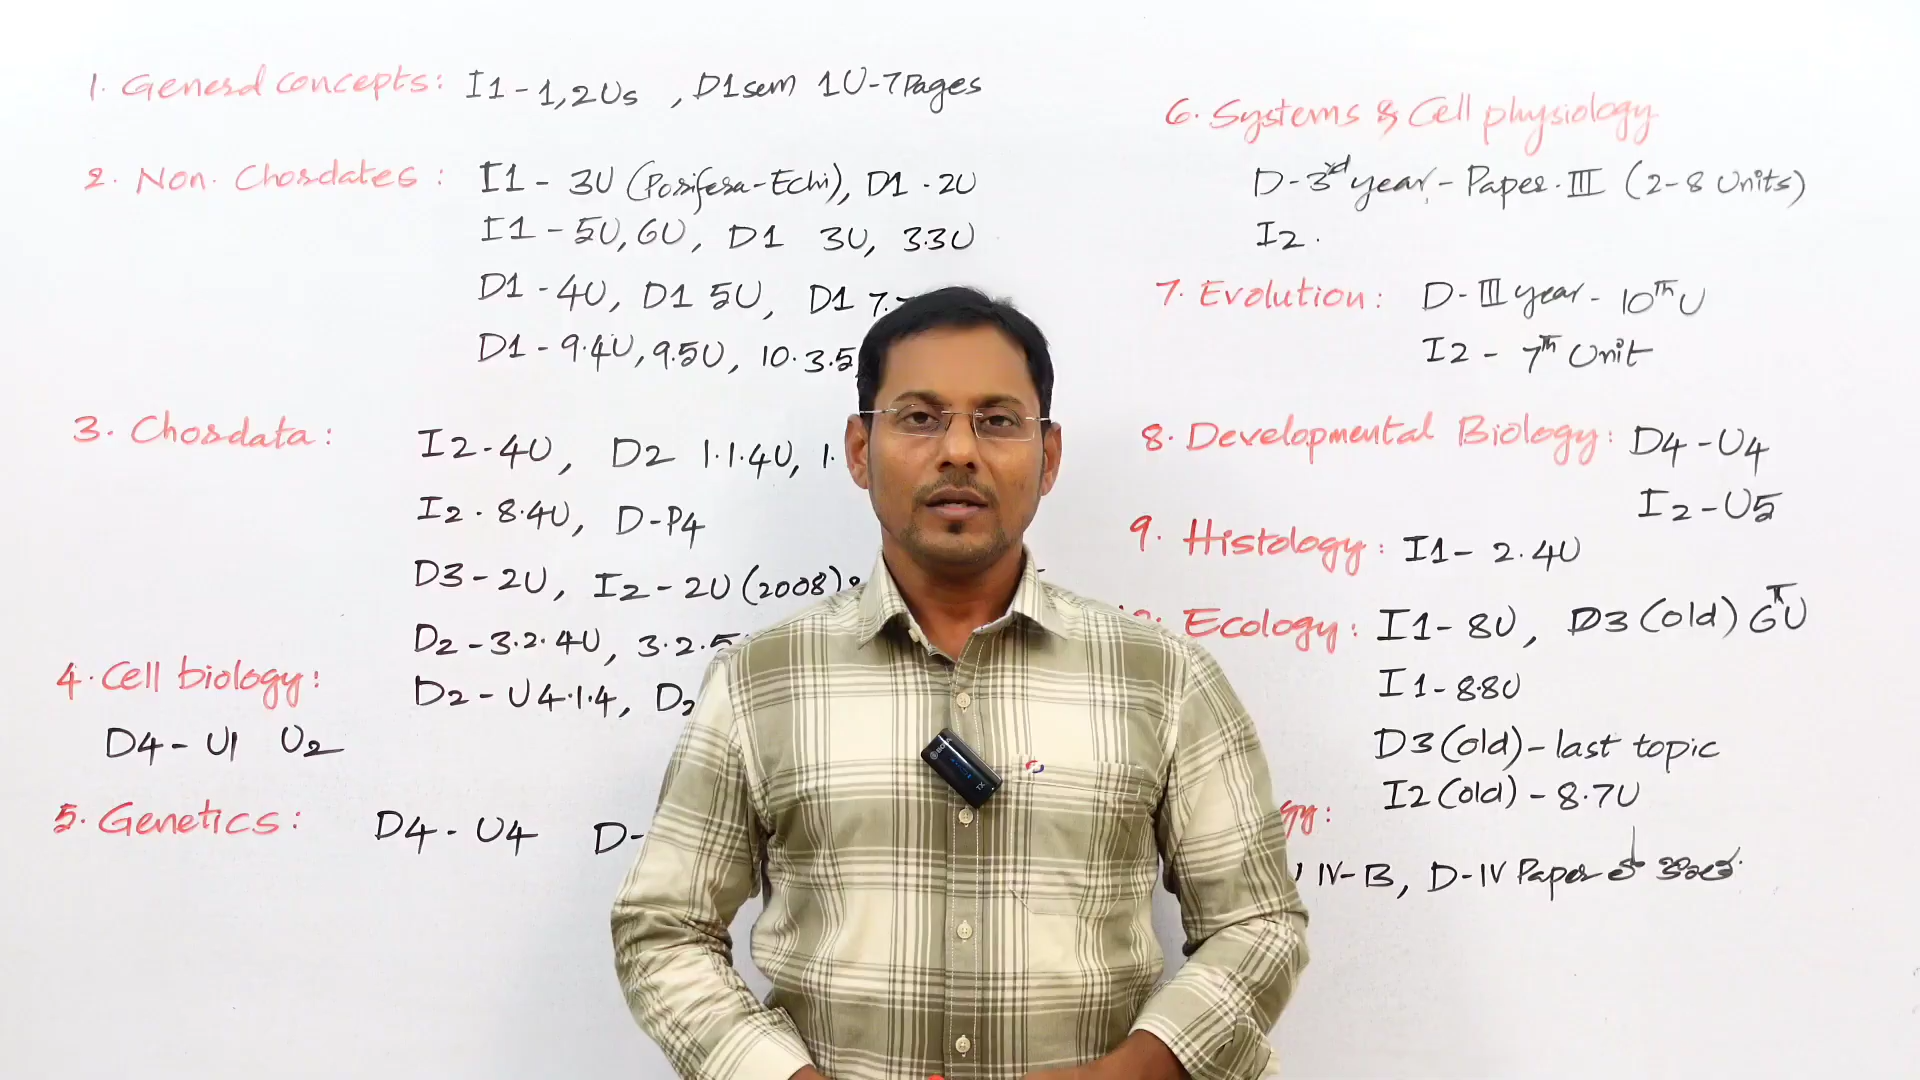 1. General concepts: I1 - 1,2Us , D1 sem 1U-7Pages
2. Non. Chordates: I1 - 3U (Porifera-Echi), D1 - 2U
I1 - 5U, 6U, D1 3U, 3.3U
D1 - 4U, D1 5U, D1 7.
D1 - 9.4U, 9.5U, 10.3.5
3. Chordata: I2-4U, D2 1.1.4U, 1.
I2 - 8.4U, D-P4
D3 - 2U, I2 - 2U (2008)
D2 - 3.2.4U, 3.2.5
D2 - U4.1.4, D2
4. Cell biology:
D4 - U1 U2
5. Genetics: D4 - U4 D-
6. Systems & Cell physiology
D-3rd year - Paper-III (2-8 Units)
I2.
7. Evolution: D-III year - 10th U
I2 - 7th Unit
8. Developmental Biology: D4 - U4
I2 - U5
9. Histology: I1 - 2.4U
Ecology: I1-8U, D3(old) 6U
I1-8.8U
D3(old)-last topic
I2(old)-8.7U
gy:
IV-B, D-IV Paper